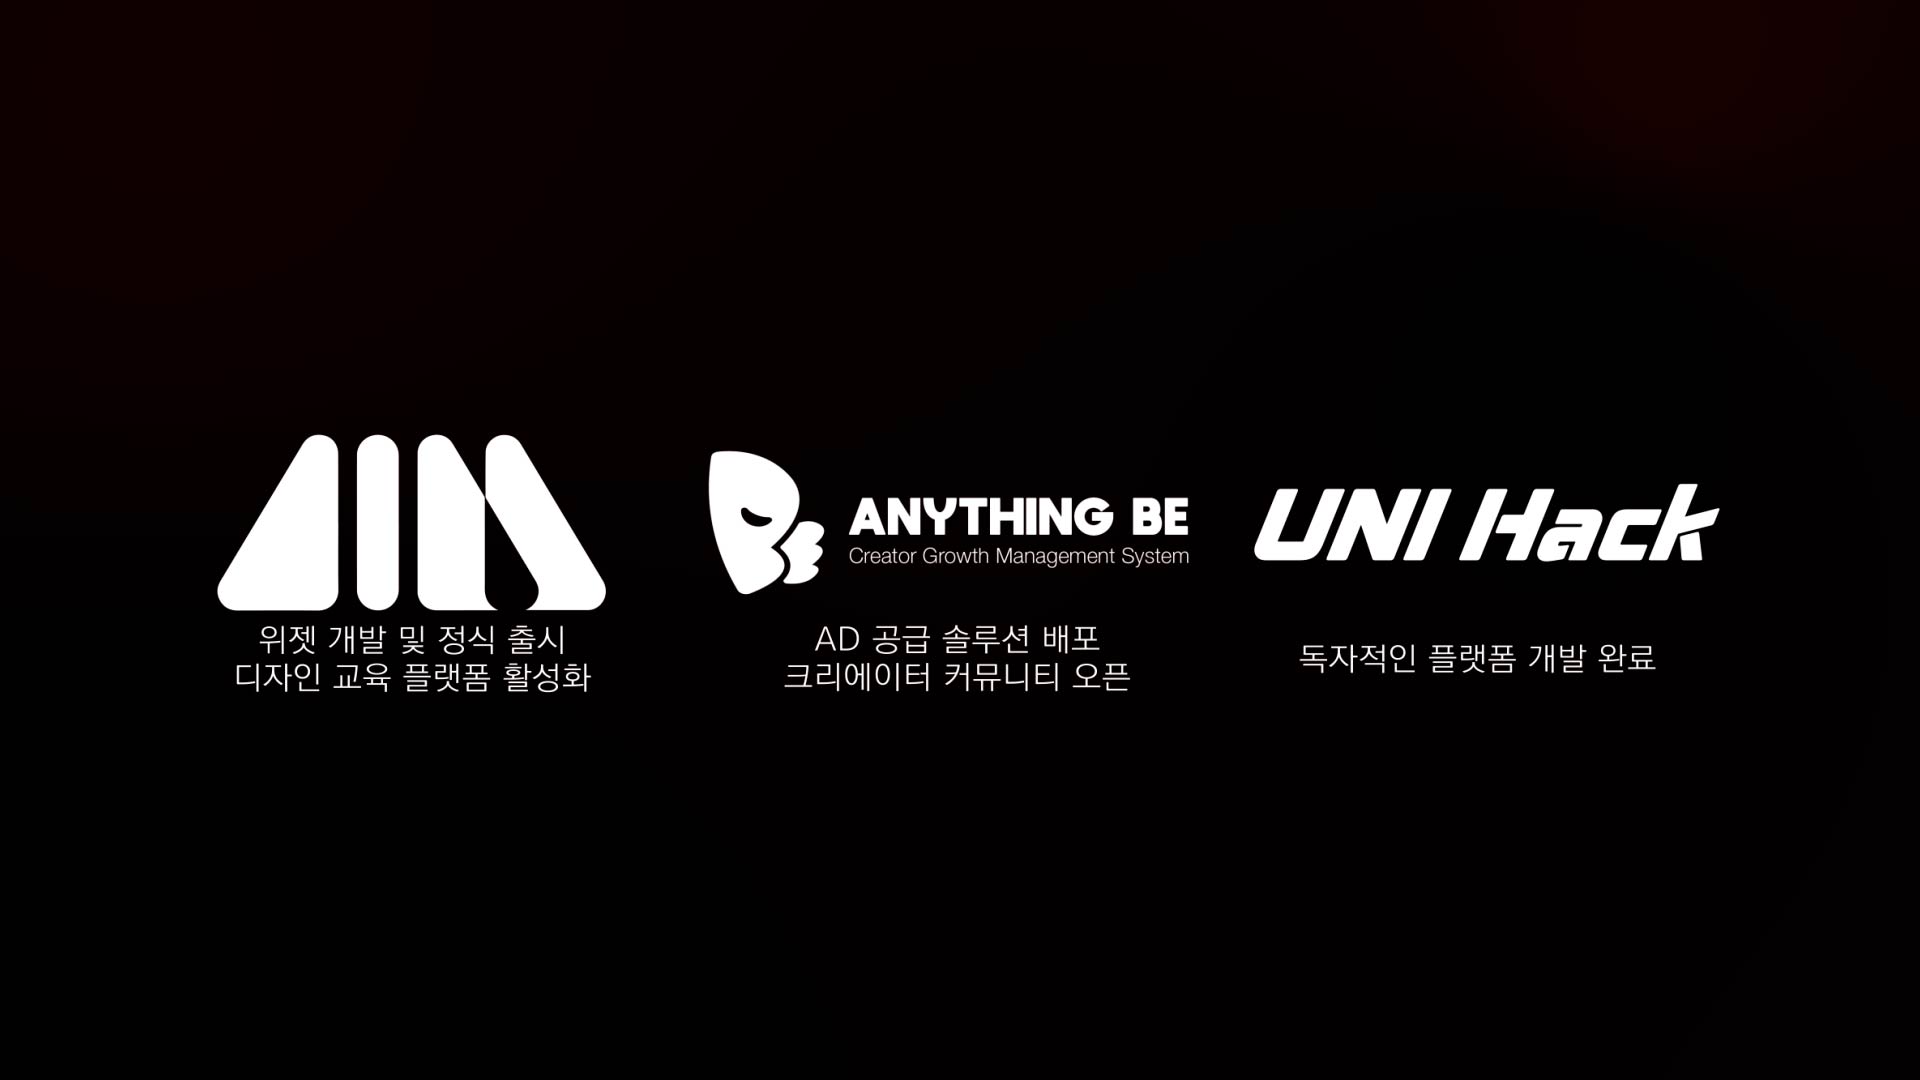 위젯 개발 및 정식 출시
디자인 교육 플랫폼 활성화
ANYTHING BE
Creator Growth Management System
AD 공급 솔루션 배포
크리에이터 커뮤니티 오픈
UNI Hack
독자적인 플랫폼 개발 완료